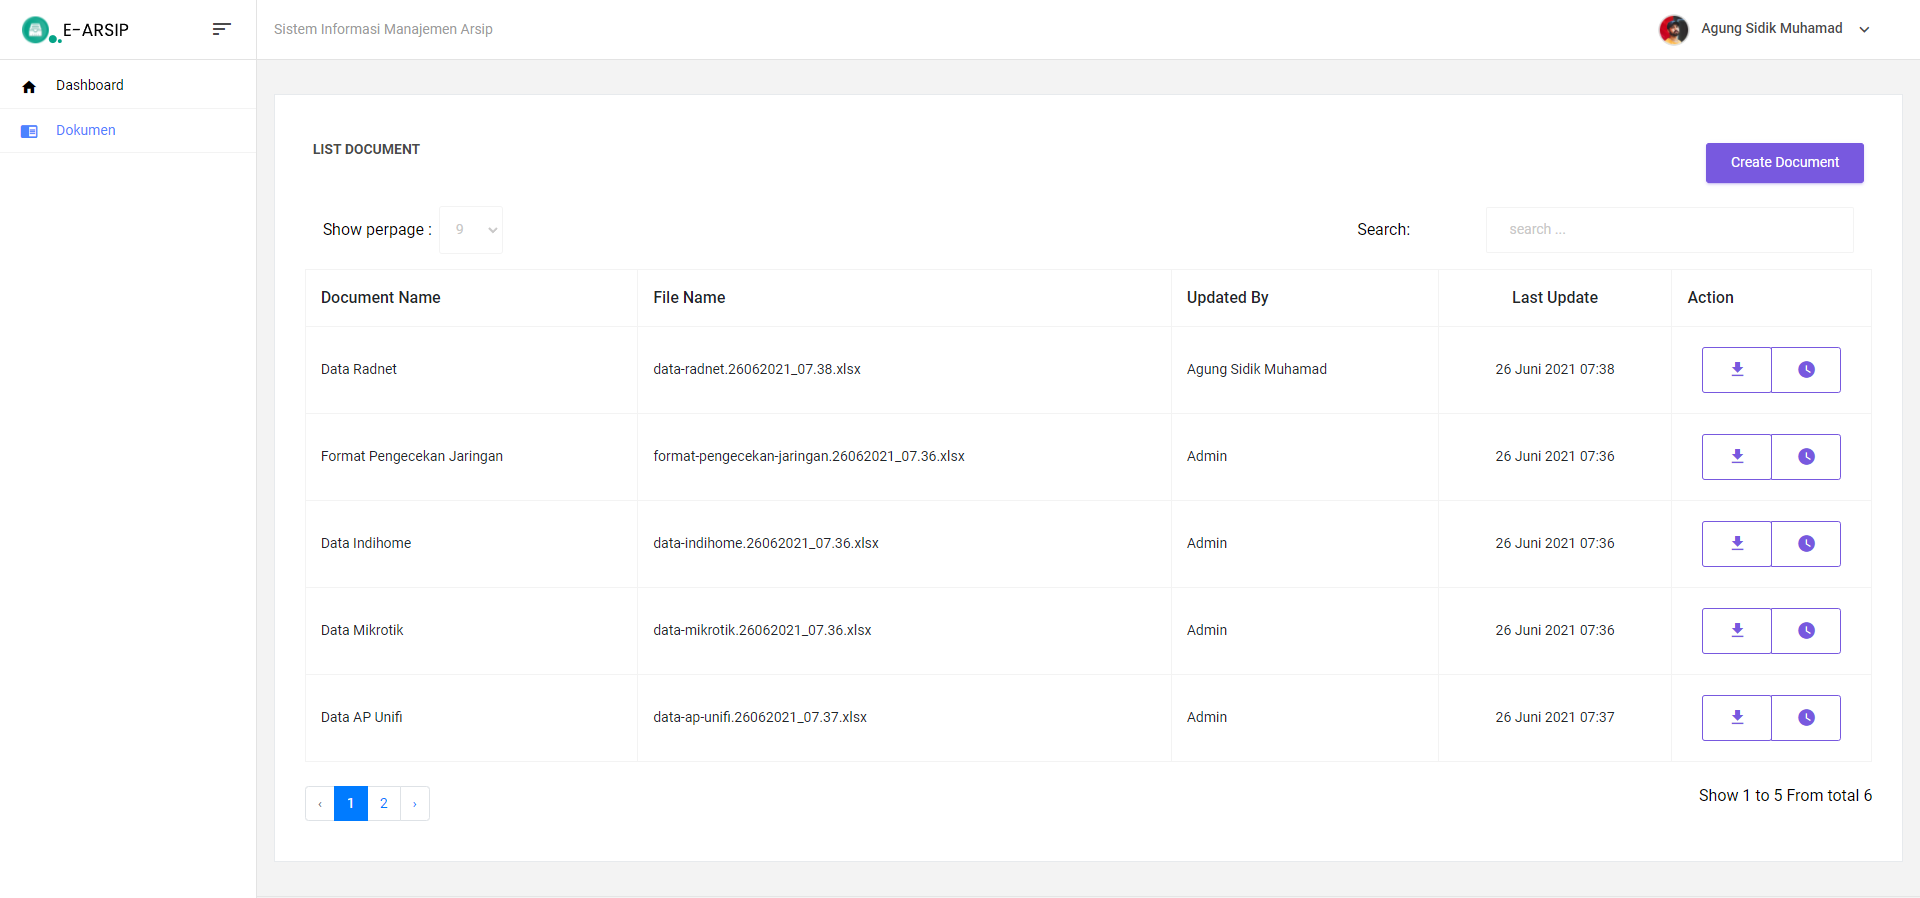 E-ARSIP
Sistem Informasi Manajemen Arsip
Agung Sidik Muhamad
Dashboard
Dokumen
LIST DOCUMENT
Create Document
Show perpage : 9
Search: search ...
Document Name File Name Updated By Last Update Action
Data Radnet data-radnet.26062021_07.38.xlsx Agung Sidik Muhamad 26 Juni 2021 07:38
Format Pengecekan Jaringan format-pengecekan-jaringan.26062021_07.36.xlsx Admin 26 Juni 2021 07:36
Data Indihome data-indihome.26062021_07.36.xlsx Admin 26 Juni 2021 07:36
Data Mikrotik data-mikrotik.26062021_07.36.xlsx Admin 26 Juni 2021 07:36
Data AP Unifi data-ap-unifi.26062021_07.37.xlsx Admin 26 Juni 2021 07:37
‹ 1 2 ›
Show 1 to 5 From total 6